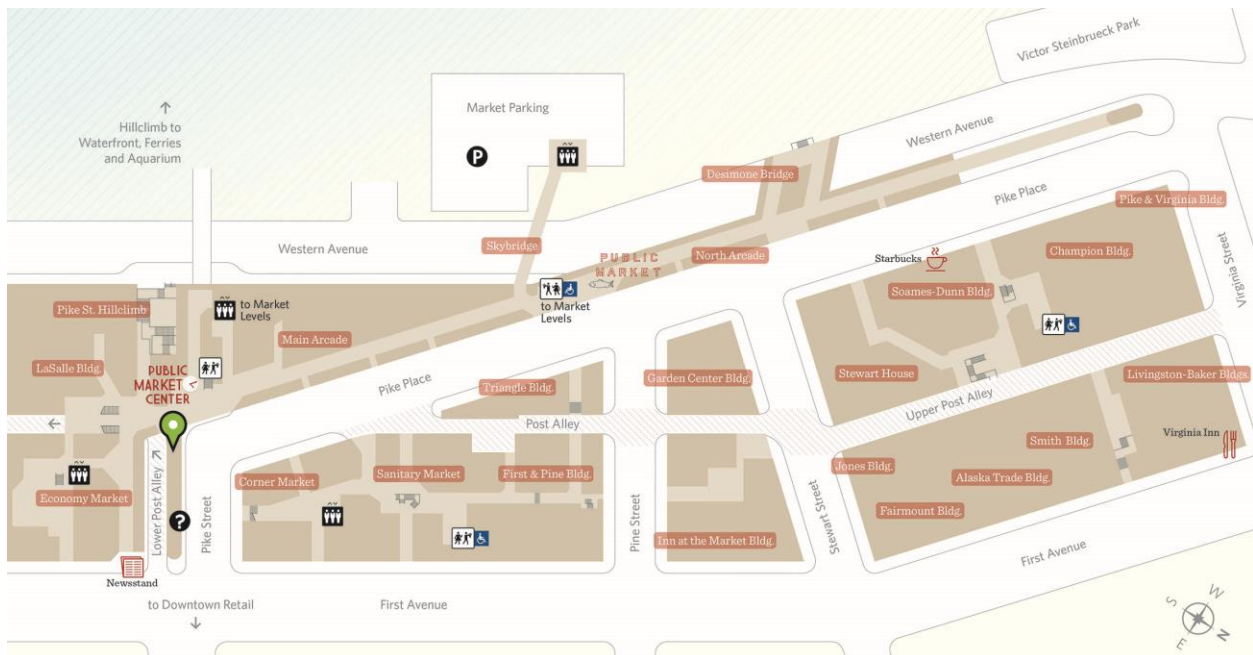 Victor Steinbrueck Park
Market Parking
P
Hillclimb to
Waterfront, Ferries
and Aquarium
Western Avenue
Desimone Bridge
Pike Place
Pike & Virginia Bldg.
Virginia Street
Western Avenue
Skybridge
PUBLIC
MARKET
North Arcade
Starbucks
Champion Bldg.
Soames-Dunn Bldg.
Pike St. Hillclimb
to Market
Levels
to Market
Levels
Main Arcade
LaSalle Bldg.
PUBLIC
MARKET
CENTER
Pike Place
Triangle Bldg.
Garden Center Bldg.
Stewart House
Livingston-Baker Bldgs.
Upper Post Alley
Post Alley
Smith Bldg.
Virginia Inn
Jones Bldg.
Alaska Trade Bldg.
Fairmount Bldg.
Economy Market
Lower Post Alley
?
Pike Street
Corner Market
Sanitary Market
First & Pine Bldg.
Pine Street
Inn at the Market Bldg.
Stewart Street
First Avenue
Newsstand
to Downtown Retail
First Avenue
S
W
E
N